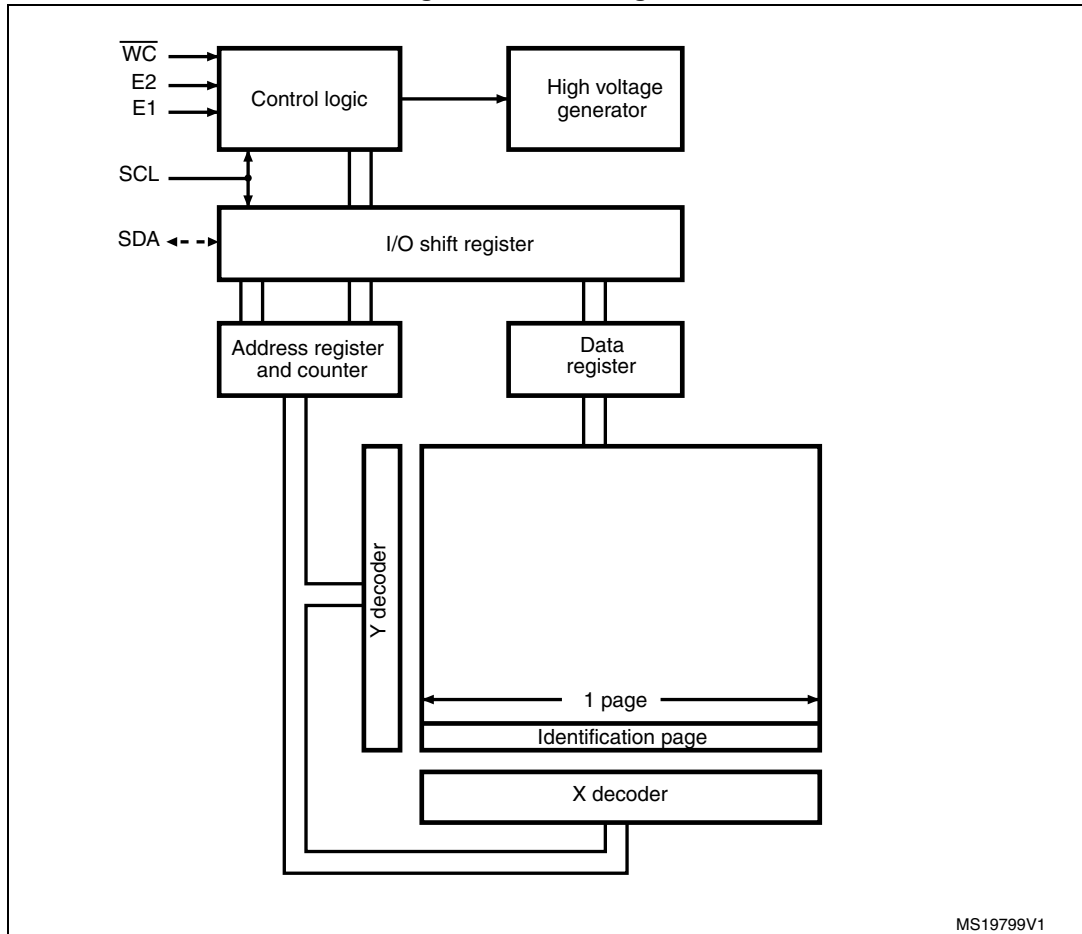 WC
E2
E1
SCL
SDA
Control logic
High voltage
generator
I/O shift register
Address register
and counter
Data
register
Y decoder
1 page
Identification page
X decoder
MS19799V1